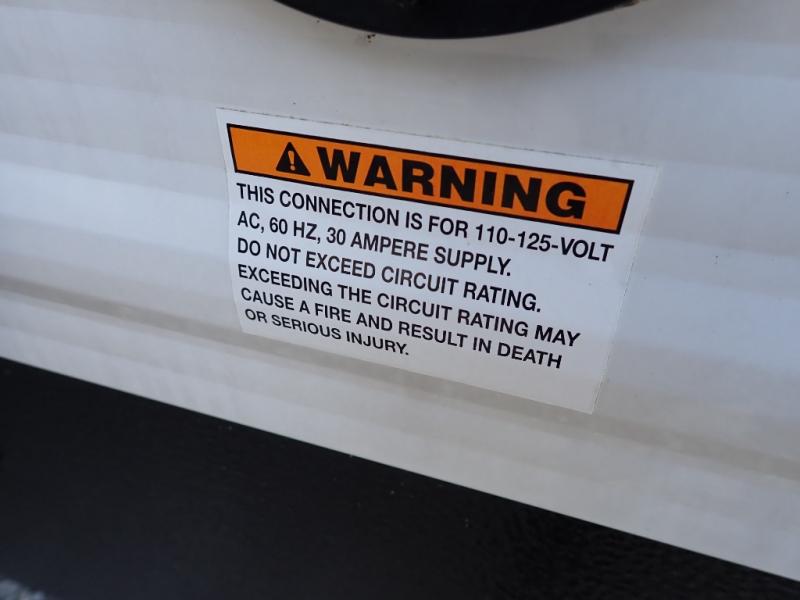 WARNING
THIS CONNECTION IS FOR 110-125-VOLT
AC, 60 HZ, 30 AMPERE SUPPLY.
DO NOT EXCEED CIRCUIT RATING.
EXCEEDING THE CIRCUIT RATING MAY
CAUSE A FIRE AND RESULT IN DEATH
OR SERIOUS INJURY.